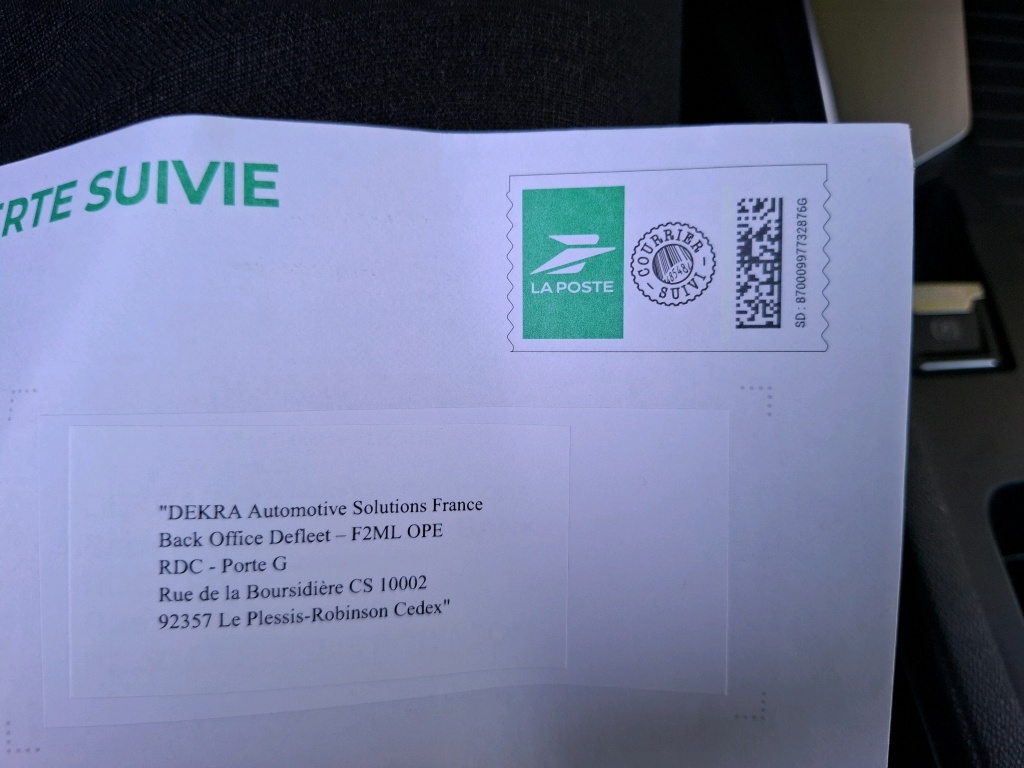 SUIVIE
LA POSTE
COURRIER
SUIVI
SD : 87000997732876G
"DEKRA Automotive Solutions France
Back Office Defleet – F2ML OPE
RDC - Porte G
Rue de la Boursidière CS 10002
92357 Le Plessis-Robinson Cedex"